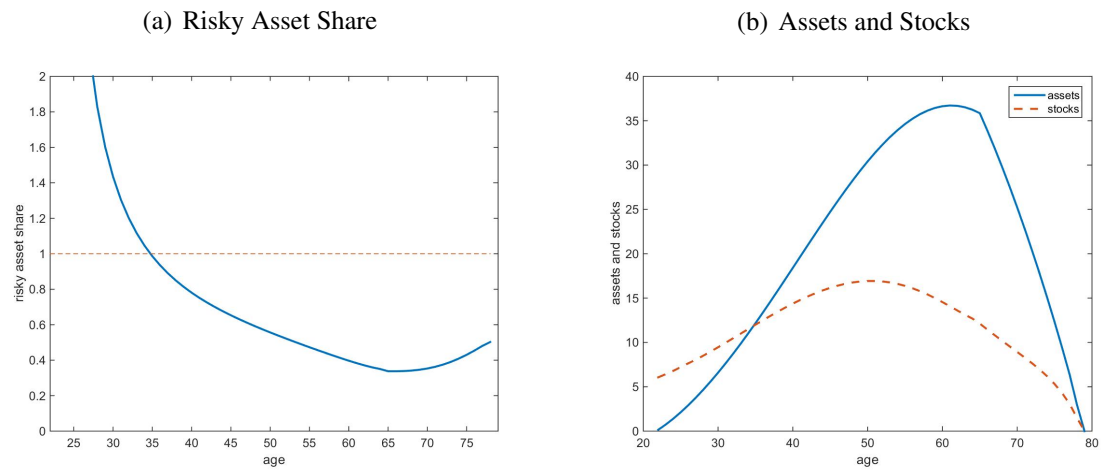 (a) Risky Asset Share
2
1.8
1.6
1.4
1.2
1
0.8
0.6
0.4
0.2
0
risky asset share
25 30 35 40 45 50 55 60 65 70 75
age
(b) Assets and Stocks
40
35
30
25
20
15
10
5
0
assets and stocks
assets
stocks
20 30 40 50 60 70 80
age